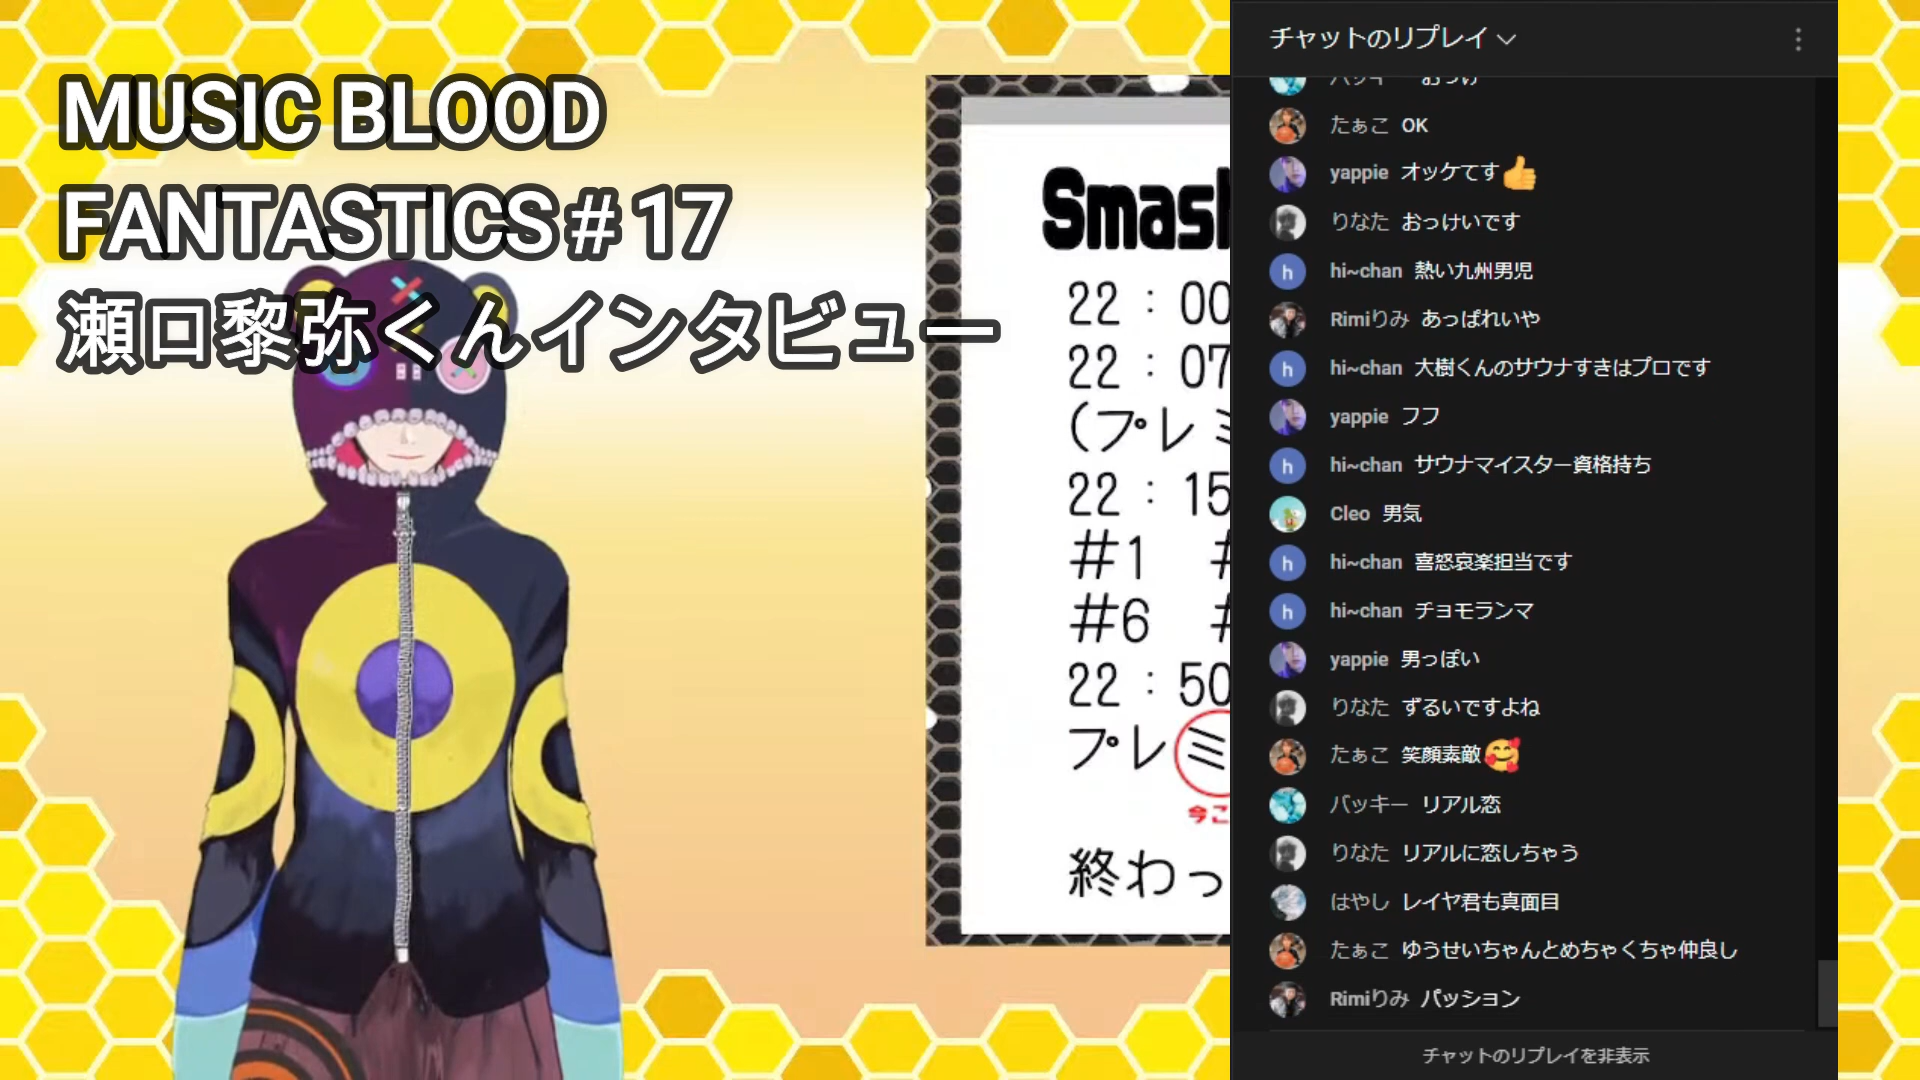 MUSIC BLOOD
FANTASTICS#17
瀬口黎弥くんインタビュー
Smash
22：00
22：07
(プレミ
22：15
#1 #
#6 #
22：50
プレミ
今こ
終わっ
チャットのリプレイ
バッキー おっけ
たぁこ OK
yappie オッケてす👍
りなた おっけいです
hi~chan 熱い九州男児
Rimiりみ あっぱれいや
hi~chan 大樹くんのサウナすきはプロです
yappie フフ
hi~chan サウナマイスター資格持ち
Cleo 男気
hi~chan 喜怒哀楽担当です
hi~chan チョモランマ
yappie 男っぽい
りなた ずるいですよね
たぁこ 笑顔素敵🥰
バッキー リアル恋
りなた リアルに恋しちゃう
はやし レイヤ君も真面目
たぁこ ゆうせいちゃんとめちゃくちゃ仲良し
Rimiりみ パッション
チャットのリプレイを非表示